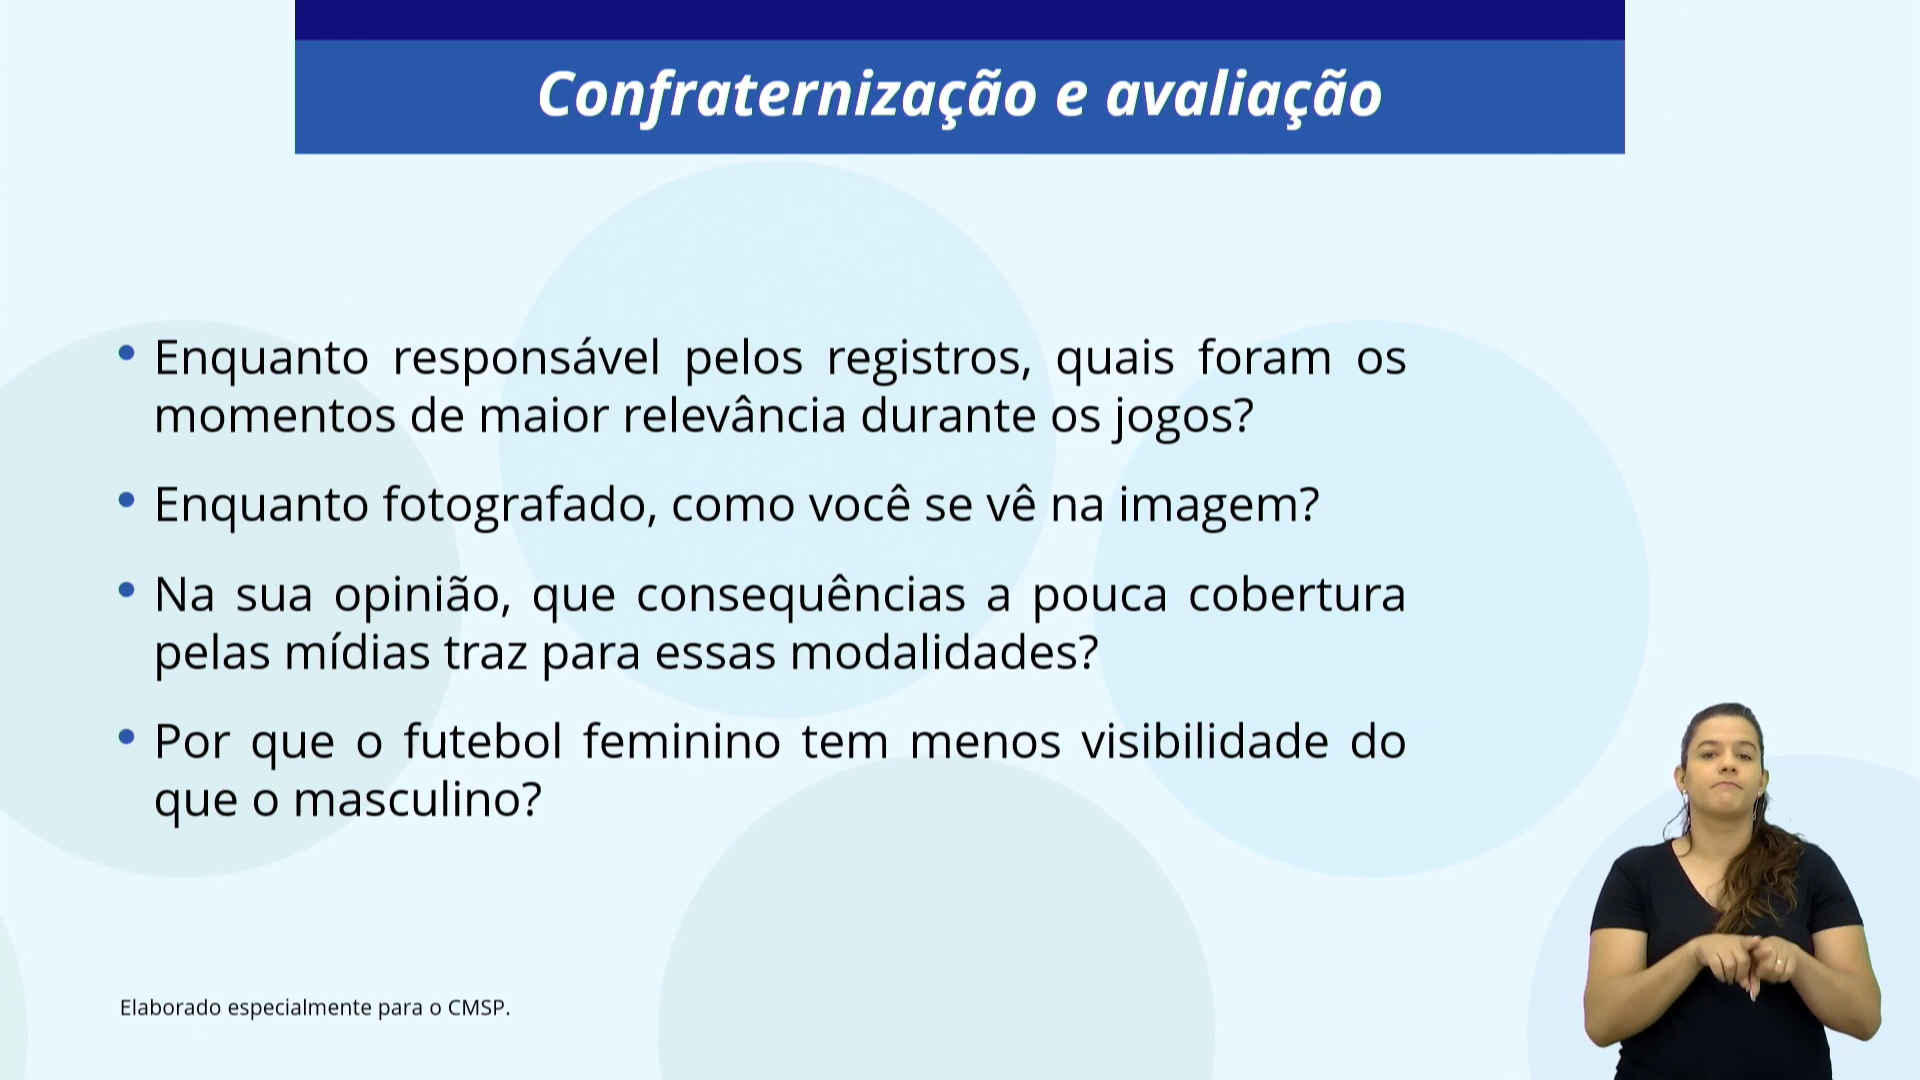 Confraternização e avaliação
• Enquanto responsável pelos registros, quais foram os
momentos de maior relevância durante os jogos?
• Enquanto fotografado, como você se vê na imagem?
• Na sua opinião, que consequências a pouca cobertura
pelas mídias traz para essas modalidades?
• Por que o futebol feminino tem menos visibilidade do
que o masculino?
Elaborado especialmente para o CMSP.